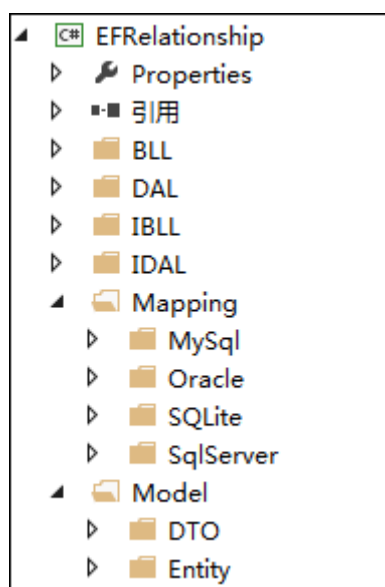 C# EFRelationship
Properties
引用
BLL
DAL
IBLL
IDAL
Mapping
MySql
Oracle
SQLite
SqlServer
Model
DTO
Entity